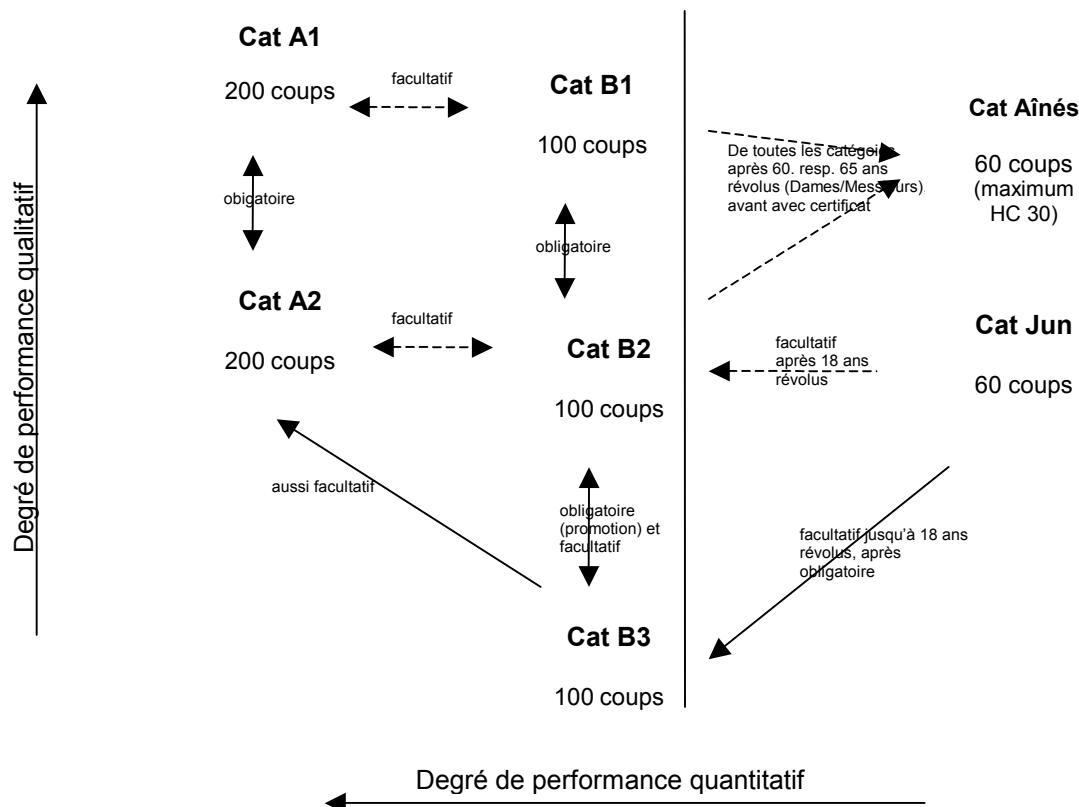 Cat A1
200 coups
facultatif
Cat B1
100 coups
Cat Aînés
60 coups
(maximum
HC 30)
De toutes les catégoies
après 60. resp. 65 ans
révolus (Dames/Messieurs),
avant avec certificat
obigatoire
obligatoire
Degré de performance qualitatif
Cat A2
200 coups
facultatif
Cat B2
100 coups
facultatif
après 18 ans
révolus
Cat Jun
60 coups
aussi facultatif
obligatoire
(promotion) et
facultatif
facultatif jusqu'à 18 ans
révolus, après
obligatoire
Cat B3
100 coups
Degré de performance quantitatif